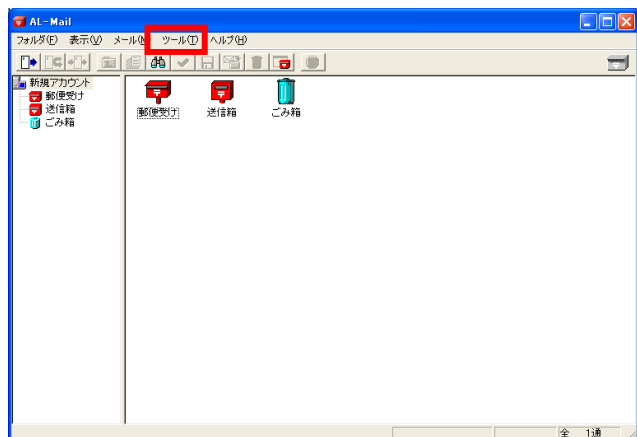 AL-Mail
フォルダ(F) 表示(V) メール(M) ツール(T) ヘルプ(H)
新規アカウント
郵便受け
送信箱
ごみ箱
郵便受け 送信箱 ごみ箱
全 1通